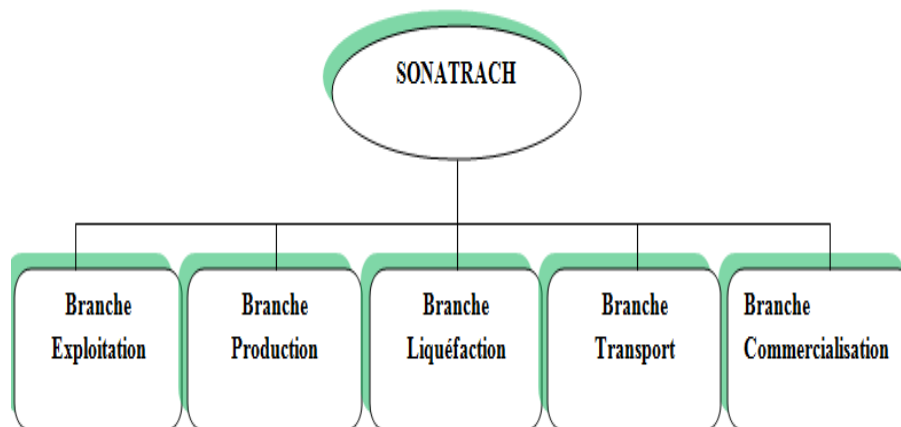 SONATRACH
Branche
Exploitation
Branche
Production
Branche
Liquéfaction
Branche
Transport
Branche
Commercialisation